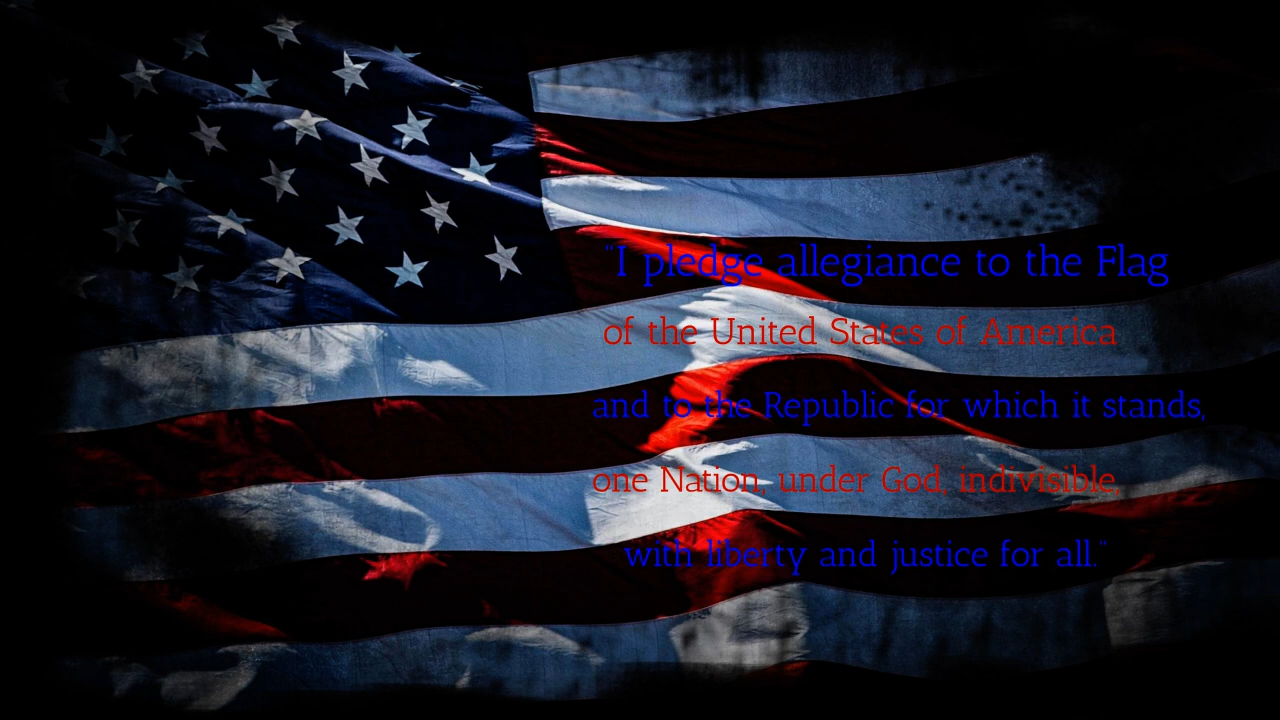 "I pledge allegiance to the Flag
of the United States of America
and to the Republic for which it stands,
one Nation, under God, indivisible,
with liberty and justice for all."